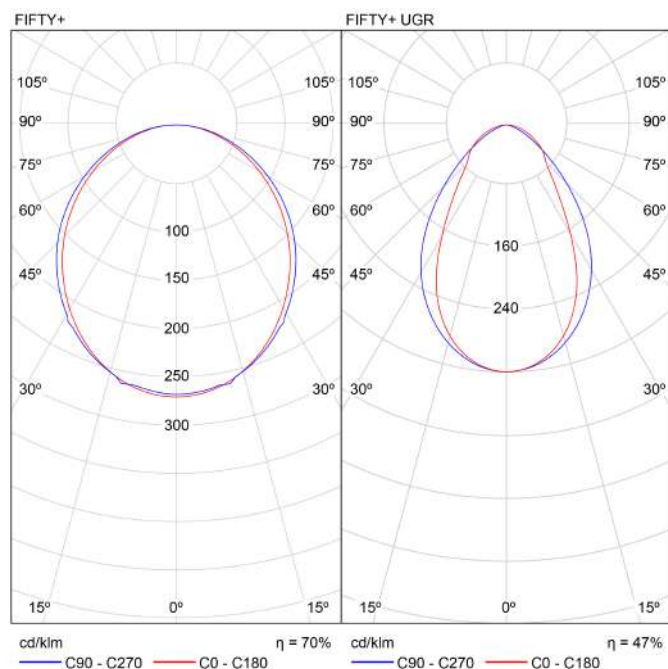 FIFTY+
105º 105º
90º 90º
75º 75º
60º 60º
45º 45º
30º 30º
15º 0º 15º
100
150
200
250
300
cd/klm η = 70%
C90 - C270 C0 - C180
FIFTY+ UGR
105º 105º
90º 90º
75º 75º
60º 60º
45º 45º
30º 30º
15º 0º 15º
160
240
cd/klm η = 47%
C90 - C270 C0 - C180